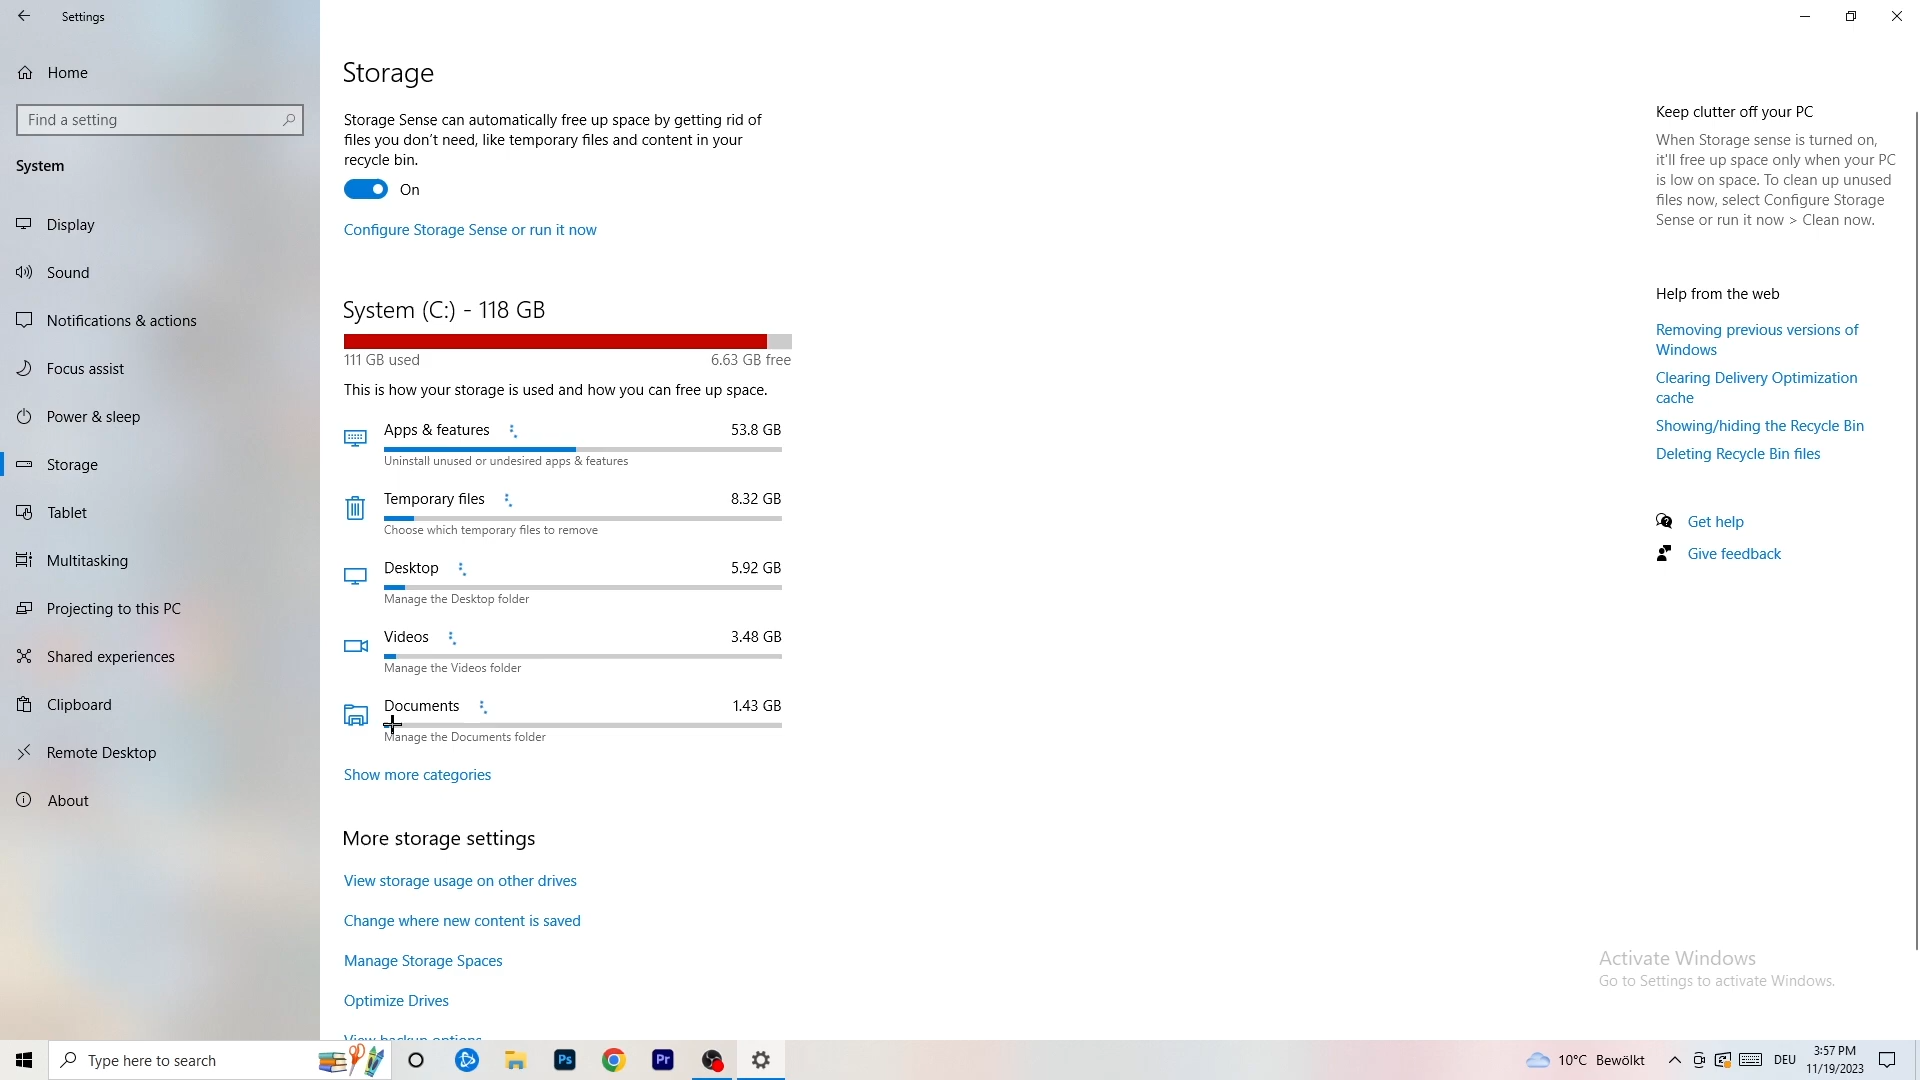 Settings
Home
Find a setting
System
Display
Sound
Notifications & actions
Focus assist
Power & sleep
Storage
Tablet
Multitasking
Projecting to this PC
Shared experiences
Clipboard
Remote Desktop
About
Storage
Storage Sense can automatically free up space by getting rid of
files you don't need, like temporary files and content in your
recycle bin.
On
Configure Storage Sense or run it now
System (C:) - 118 GB
111 GB used 6.63 GB free
This is how your storage is used and how you can free up space.
Apps & features 53.8 GB
Uninstall unused or undesired apps & features
Temporary files 8.32 GB
Choose which temporary files to remove
Desktop 5.92 GB
Manage the Desktop folder
Videos 3.48 GB
Manage the Videos folder
Documents 1.43 GB
Manage the Documents folder
Show more categories
More storage settings
View storage usage on other drives
Change where new content is saved
Manage Storage Spaces
Optimize Drives
View backup options
Keep clutter off your PC
When Storage sense is turned on,
it'll free up space only when your PC
is low on space. To clean up unused
files now, select Configure Storage
Sense or run it now > Clean now.
Help from the web
Removing previous versions of
Windows
Clearing Delivery Optimization
cache
Showing/hiding the Recycle Bin
Deleting Recycle Bin files
Get help
Give feedback
Activate Windows
Go to Settings to activate Windows.
Type here to search
Ps
Pr
10°C Bewölkt
DEU
3:57 PM
11/19/2023